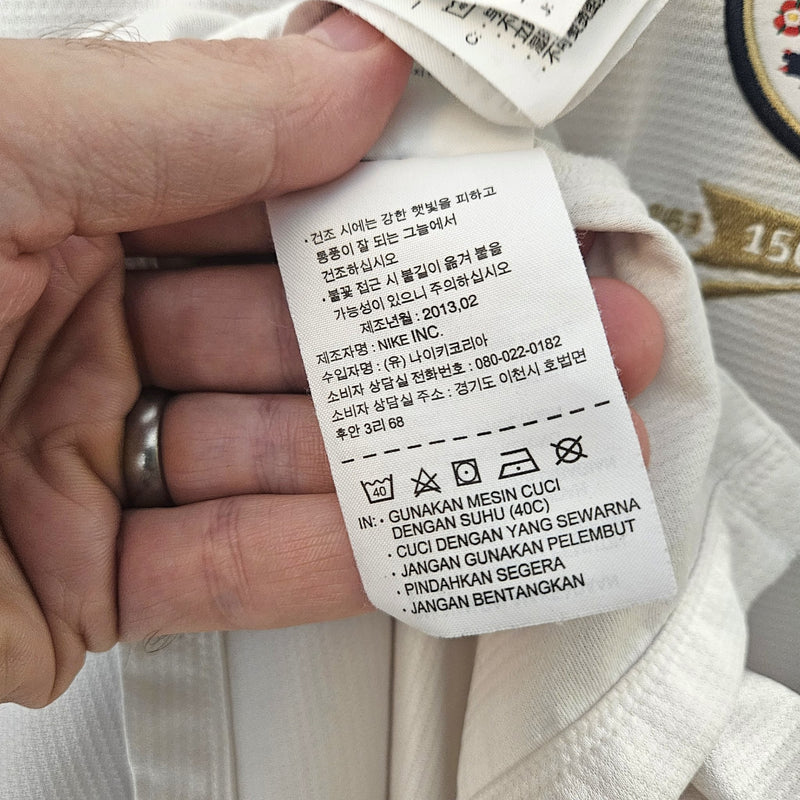 · 건조 시에는 강한 햇빛을 피하고
통풍이 잘 되는 그늘에서
건조하십시오
· 불꽃 접근 시 불길이 옮겨 붙을
가능성이 있으니 주의하십시오
제조년월 : 2013,02
제조자명 : NIKE INC.
수입자명 : (유) 나이키코리아
소비자 상담실 전화번호 : 080-022-0182
소비자 상담실 주소 : 경기도 이천시 호법면
후안 3리 68
40
IN: · GUNAKAN MESIN CUCI
DENGAN SUHU (40C)
· CUCI DENGAN YANG SEWARNA
· JANGAN GUNAKAN PELEMBUT
· PINDAHKAN SEGERA
· JANGAN BENTANGKAN